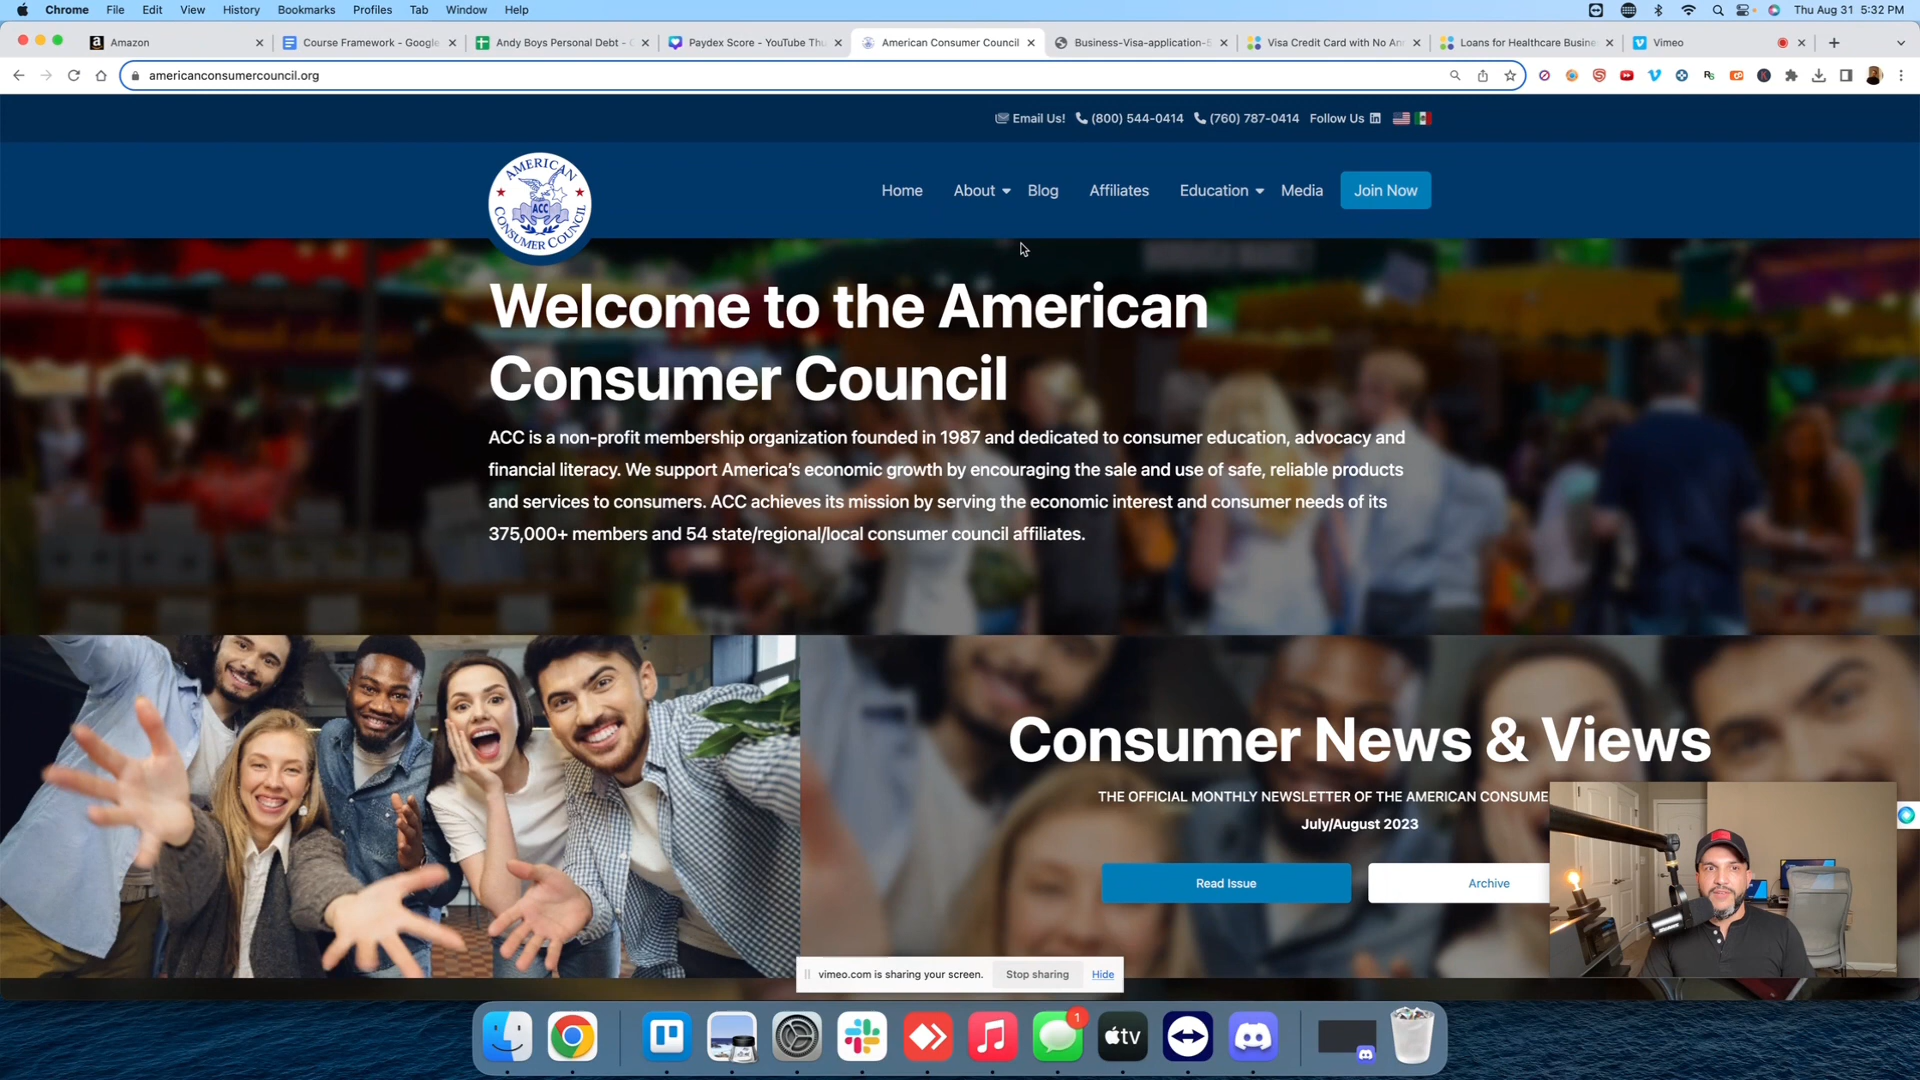 Chrome File Edit View History Bookmarks Profiles Tab Window Help Thu Aug 31 5:32 PM
Amazon Course Framework - Google Andy Boys Personal Debt - Paydex Score - YouTube Thu American Consumer Council Business-Visa-application- Visa Credit Card with No An Loans for Healthcare Busine Vimeo
americanconsumercouncil.org
Email Us! (800) 544-0414 (760) 787-0414 Follow Us
AMERICAN
ACC
CONSUMER COUNCIL
Home About Blog Affiliates Education Media Join Now
Welcome to the American
Consumer Council
ACC is a non-profit membership organization founded in 1987 and dedicated to consumer education, advocacy and
financial literacy. We support America's economic growth by encouraging the sale and use of safe, reliable products
and services to consumers. ACC achieves its mission by serving the economic interest and consumer needs of its
375,000+ members and 54 state/regional/local consumer council affiliates.
Consumer News & Views
THE OFFICIAL MONTHLY NEWSLETTER OF THE AMERICAN CONSUME
July/August 2023
Read Issue Archive
vimeo.com is sharing your screen. Stop sharing Hide
1
tv